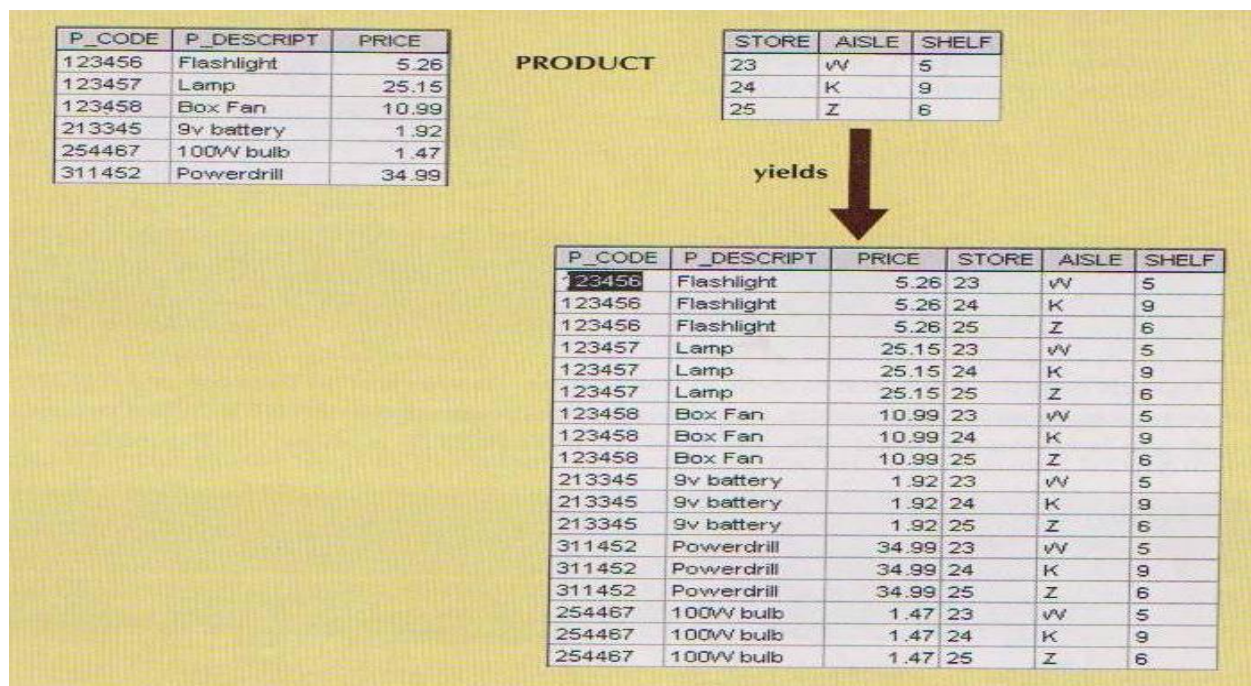 P_CODE P_DESCRIPT PRICE
123456 Flashlight 5.26
123457 Lamp 25.15
123458 Box Fan 10.99
213345 9v battery 1.92
254467 100W bulb 1.47
311452 Powerdrill 34.99
PRODUCT
STORE AISLE SHELF
23 W 5
24 K 9
25 Z 6
yields
P_CODE P_DESCRIPT PRICE STORE AISLE SHELF
123456 Flashlight 5.26 23 W 5
123456 Flashlight 5.26 24 K 9
123456 Flashlight 5.26 25 Z 6
123457 Lamp 25.15 23 W 5
123457 Lamp 25.15 24 K 9
123457 Lamp 25.15 25 Z 6
123458 Box Fan 10.99 23 W 5
123458 Box Fan 10.99 24 K 9
123458 Box Fan 10.99 25 Z 6
213345 9v battery 1.92 23 W 5
213345 9v battery 1.92 24 K 9
213345 9v battery 1.92 25 Z 6
311452 Powerdrill 34.99 23 W 5
311452 Powerdrill 34.99 24 K 9
311452 Powerdrill 34.99 25 Z 6
254467 100W bulb 1.47 23 W 5
254467 100W bulb 1.47 24 K 9
254467 100W bulb 1.47 25 Z 6